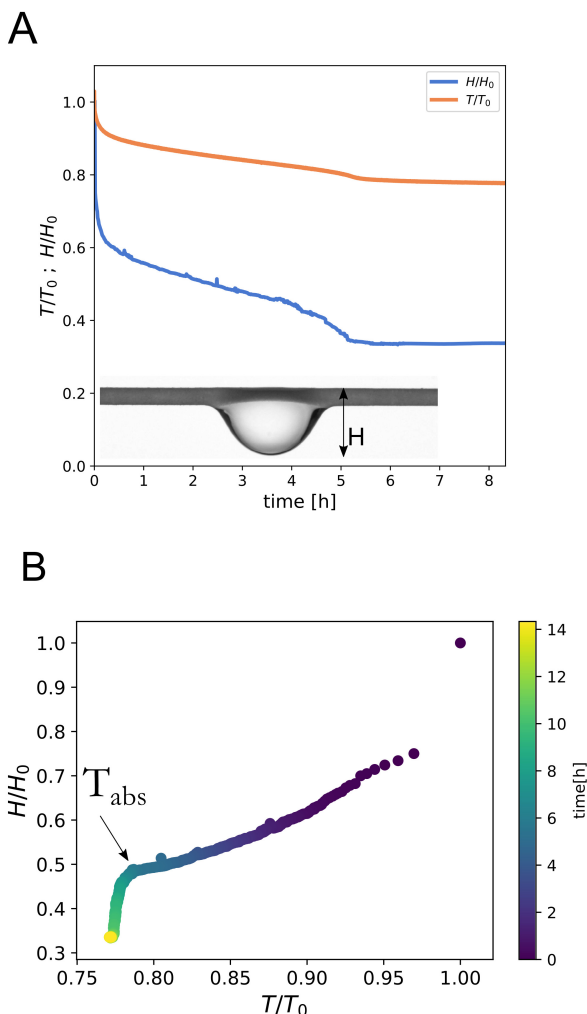 A
1.0
0.8
0.6
0.4
0.2
0.0
T/T₀ ; H/H₀
H/H₀
T/T₀
H
0 1 2 3 4 5 6 7 8
time [h]
B
1.0
0.9
0.8
0.7
0.6
0.5
0.4
0.3
H/H₀
T_abs
0.75 0.80 0.85 0.90 0.95 1.00
T/T₀
14
12
10
8
6
4
2
0
time[h]